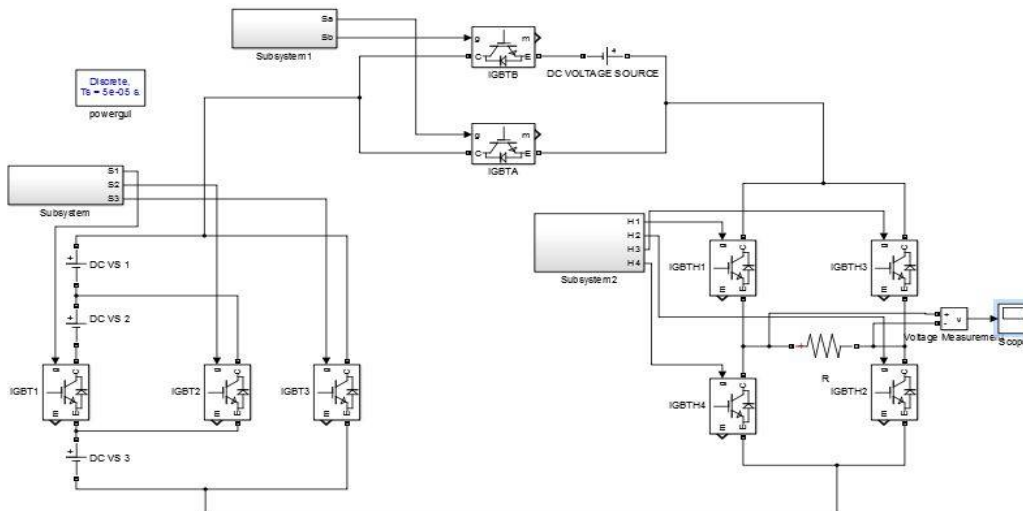 Sa
Sb
Subsystem1
g
m
C
E
IGBTB
DC VOLTAGE SOURCE
Discrete,
Ts = 5e-05 s.
powergui
g
m
C
E
IGBTA
S1
S2
S3
Subsystem
H1
H2
H3
H4
Subsystem2
g
C
m
E
IGBTH1
g
C
m
E
IGBTH3
DC VS 1
DC VS 2
+
-
v
Voltage Measurement
Scope
R
IGBT1
g
C
m
E
IGBT2
g
C
m
E
IGBT3
g
C
m
E
IGBTH4
g
C
m
E
IGBTH2
g
C
m
E
DC VS 3